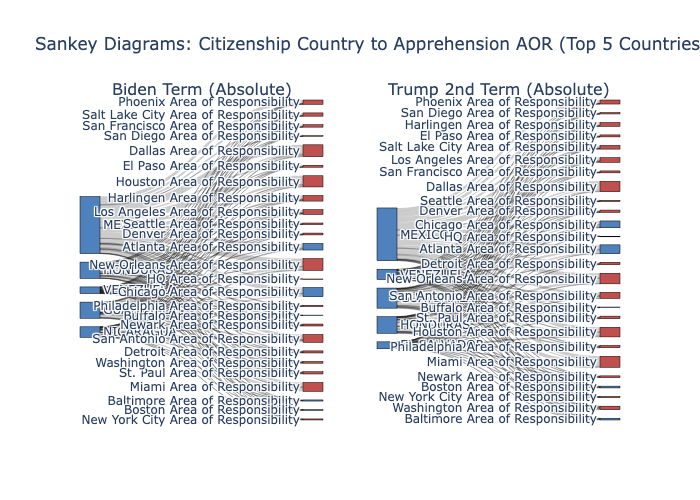 Sankey Diagrams: Citizenship Country to Apprehension AOR (Top 5 Countries
Biden Term (Absolute)
Phoenix Area of Responsibility
Salt Lake City Area of Responsibility
San Francisco Area of Responsibility
San Diego Area of Responsibility
Dallas Area of Responsibility
El Paso Area of Responsibility
Houston Area of Responsibility
Harlingen Area of Responsibility
Los Angeles Area of Responsibility
Seattle Area of Responsibility
Denver Area of Responsibility
Atlanta Area of Responsibility
New Orleans Area of Responsibility
HONDURAS
HQ Area of Responsibility
Chicago Area of Responsibility
Philadelphia Area of Responsibility
Buffalo Area of Responsibility
Newark Area of Responsibility
NICARAGUA
San Antonio Area of Responsibility
Detroit Area of Responsibility
Washington Area of Responsibility
St. Paul Area of Responsibility
Miami Area of Responsibility
Baltimore Area of Responsibility
Boston Area of Responsibility
New York City Area of Responsibility
Trump 2nd Term (Absolute)
Phoenix Area of Responsibility
San Diego Area of Responsibility
Harlingen Area of Responsibility
El Paso Area of Responsibility
Salt Lake City Area of Responsibility
Los Angeles Area of Responsibility
San Francisco Area of Responsibility
Dallas Area of Responsibility
Seattle Area of Responsibility
Denver Area of Responsibility
Chicago Area of Responsibility
MEXICO
HQ Area of Responsibility
Atlanta Area of Responsibility
Detroit Area of Responsibility
VENEZUELA
New Orleans Area of Responsibility
San Antonio Area of Responsibility
Buffalo Area of Responsibility
St. Paul Area of Responsibility
HONDURAS
Houston Area of Responsibility
Philadelphia Area of Responsibility
Miami Area of Responsibility
Newark Area of Responsibility
Boston Area of Responsibility
New York City Area of Responsibility
Washington Area of Responsibility
Baltimore Area of Responsibility